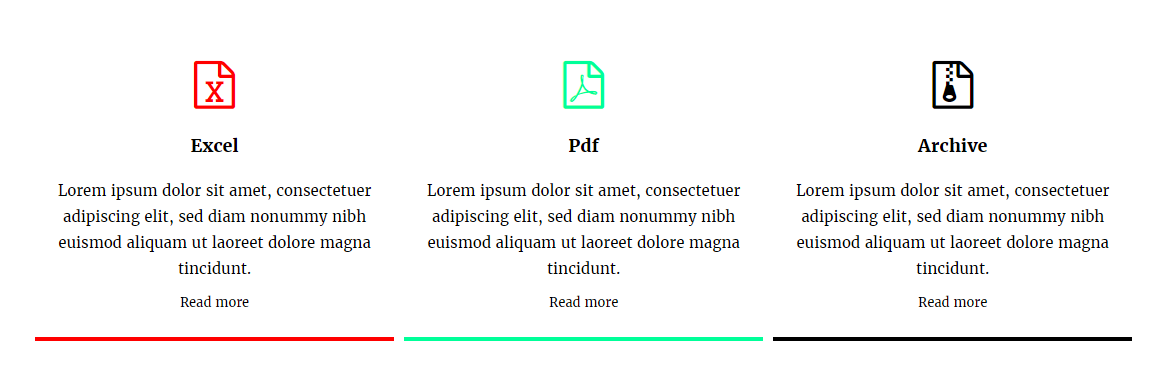 Excel
Lorem ipsum dolor sit amet, consectetuer
adipiscing elit, sed diam nonummy nibh
euismod aliquam ut laoreet dolore magna
tincidunt.
Read more
Pdf
Lorem ipsum dolor sit amet, consectetuer
adipiscing elit, sed diam nonummy nibh
euismod aliquam ut laoreet dolore magna
tincidunt.
Read more
Archive
Lorem ipsum dolor sit amet, consectetuer
adipiscing elit, sed diam nonummy nibh
euismod aliquam ut laoreet dolore magna
tincidunt.
Read more